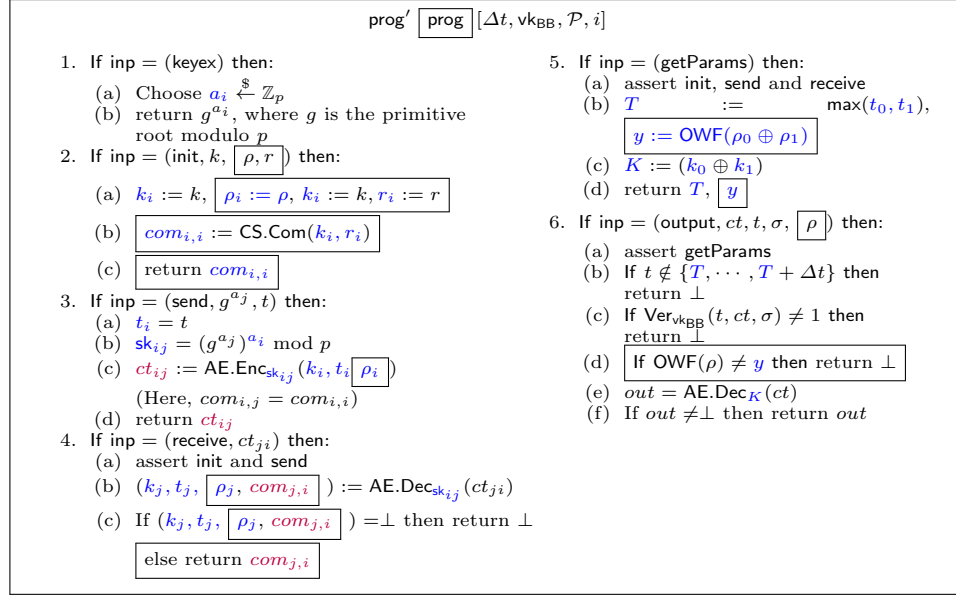 prog′ prog [Δt, vk_BB, 𝒫, i]
1. If inp = (keyex) then:
(a) Choose a_i ←$ ℤ_p
(b) return g^{a_i}, where g is the primitive
root modulo p
2. If inp = (init, k, ρ, r ) then:
(a) k_i := k, ρ_i := ρ, k_i := k, r_i := r
(b) com_{i,i} := CS.Com(k_i, r_i)
(c) return com_{i,i}
3. If inp = (send, g^{a_j}, t) then:
(a) t_i = t
(b) sk_{ij} = (g^{a_j})^{a_i} mod p
(c) ct_{ij} := AE.Enc_{sk_{ij}}(k_i, t_i ρ_i )
(Here, com_{i,j} = com_{i,i})
(d) return ct_{ij}
4. If inp = (receive, ct_{ji}) then:
(a) assert init and send
(b) (k_j, t_j, ρ_j, com_{j,i} ) := AE.Dec_{sk_{ij}}(ct_{ji})
(c) If (k_j, t_j, ρ_j, com_{j,i} ) =⊥ then return ⊥
else return com_{j,i}
5. If inp = (getParams) then:
(a) assert init, send and receive
(b) T := max(t_0, t_1),
y := OWF(ρ_0 ⊕ ρ_1)
(c) K := (k_0 ⊕ k_1)
(d) return T, y
6. If inp = (output, ct, t, σ, ρ ) then:
(a) assert getParams
(b) If t ∉ {T, ⋯ , T + Δt} then
return ⊥
(c) If Ver_{vk_BB}(t, ct, σ) ≠ 1 then
return ⊥
(d) If OWF(ρ) ≠ y then return ⊥
(e) out = AE.Dec_K(ct)
(f) If out ≠⊥ then return out